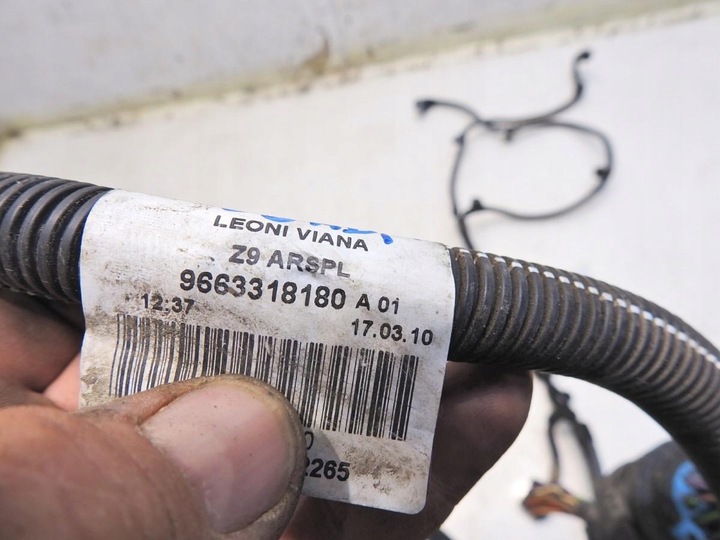 LEONI VIANA
Z9 ARSPL
9663318180 A 01
12:37 17.03.10
2265